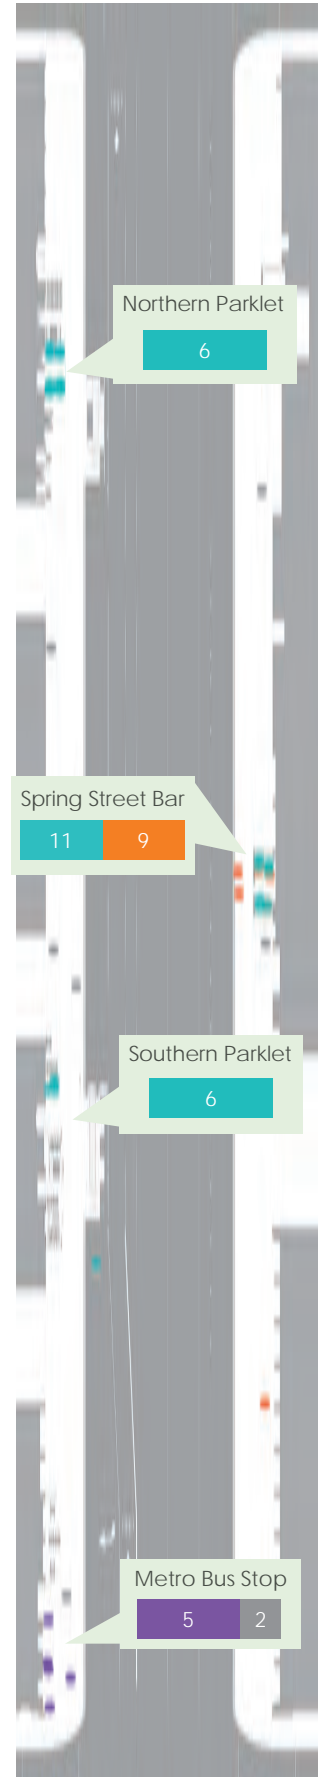 Northern Parklet
6
Spring Street Bar
11 9
Southern Parklet
6
Metro Bus Stop
5 2